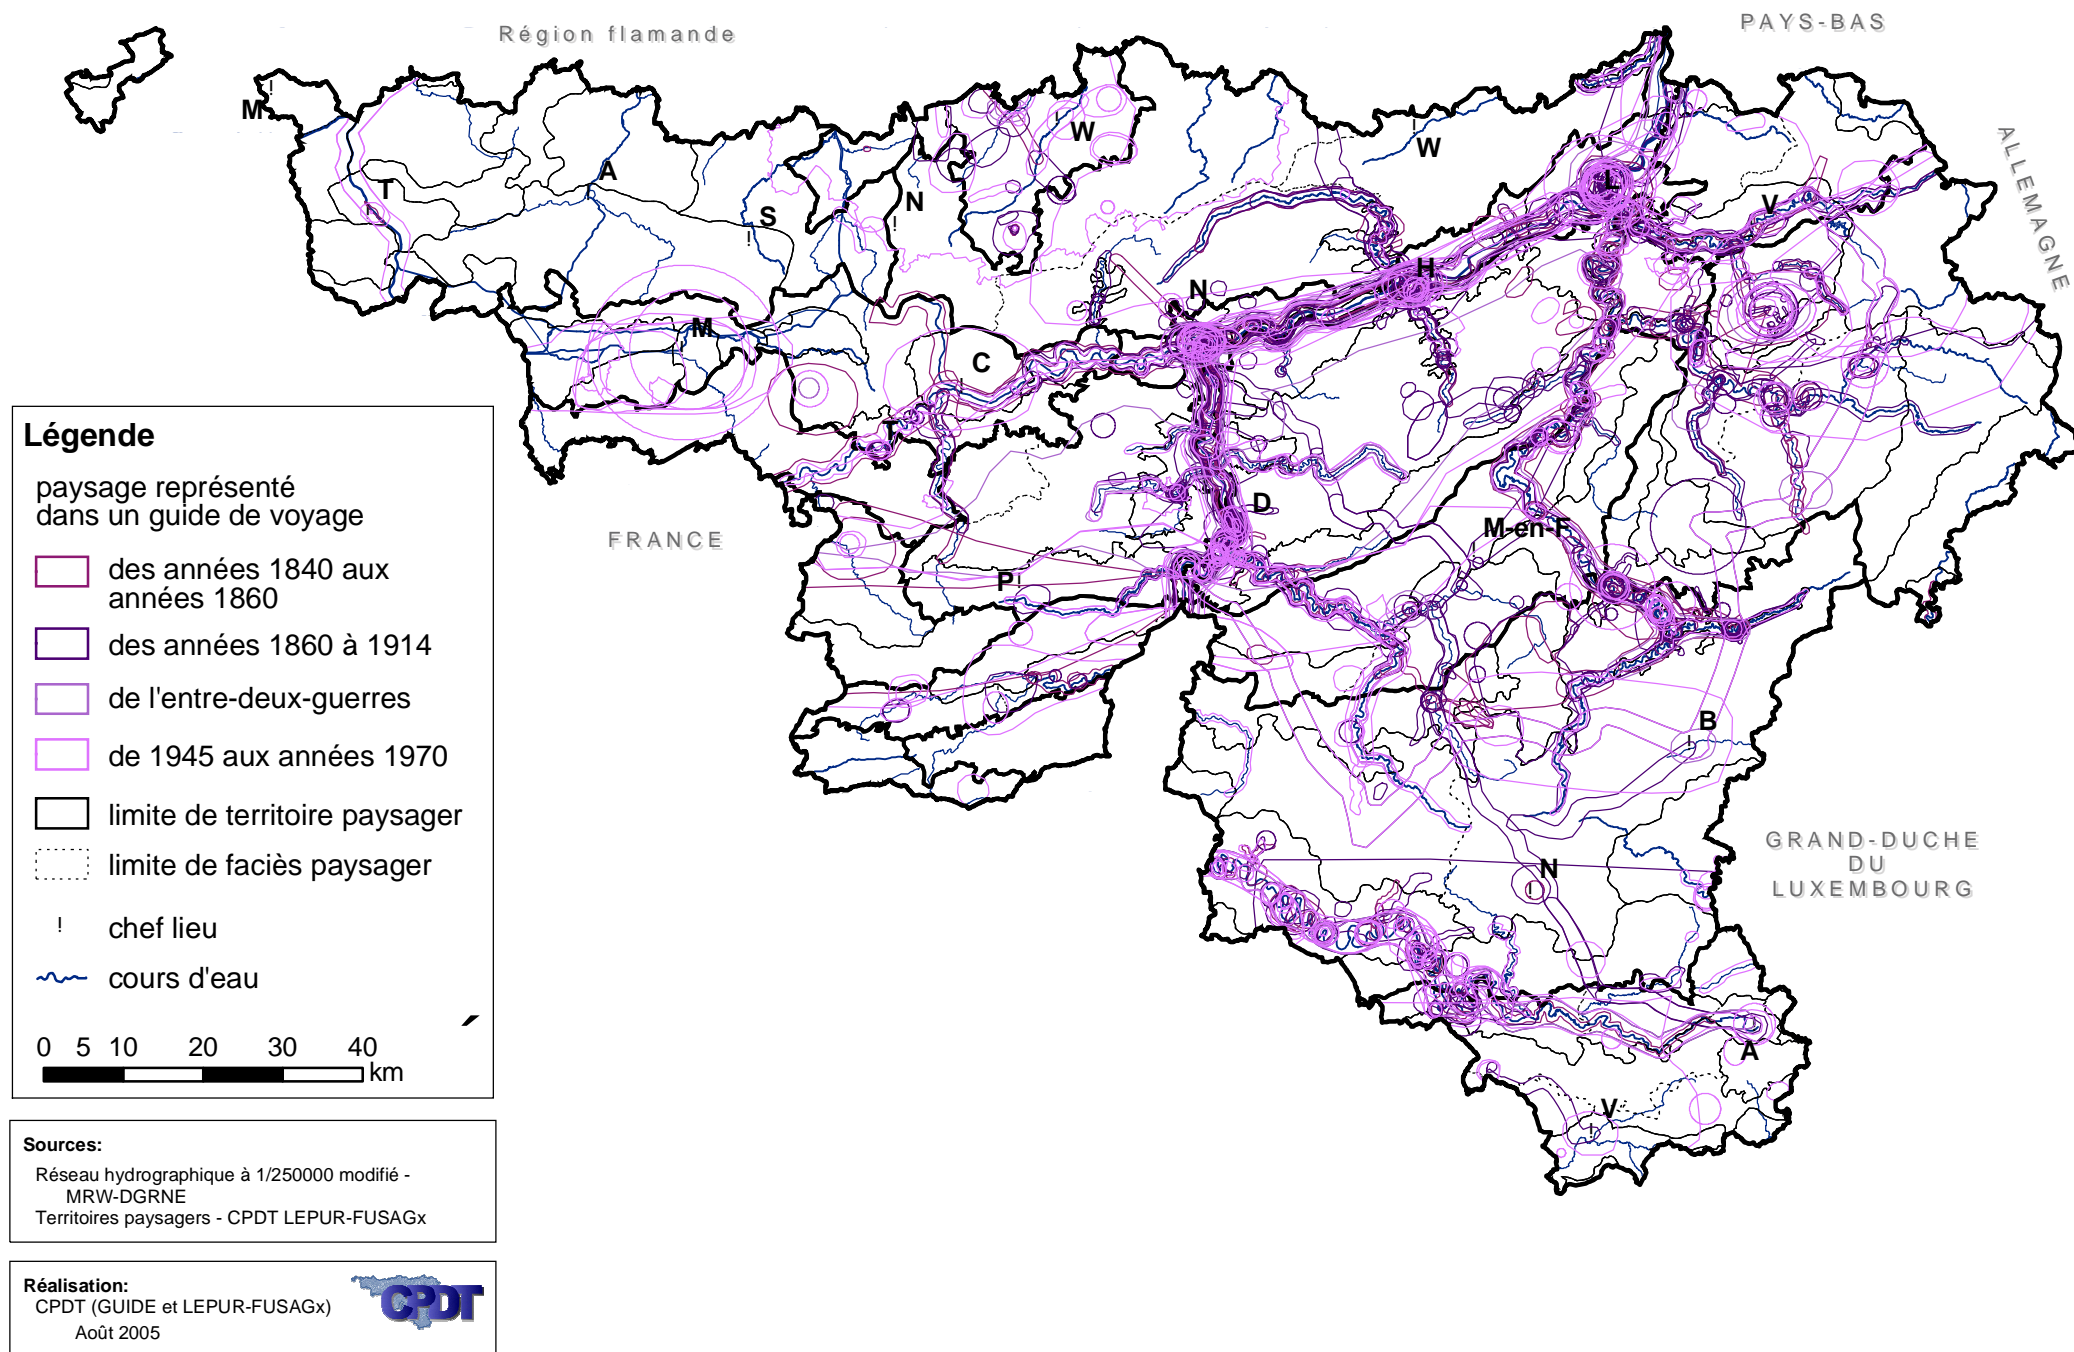 Région flamande
PAYS-BAS
ALLEMAGNE
M
T
A
S
N
W
W
L
V
H
N
M
C
T
D
M-en-F
P
FRANCE
B
N
GRAND-DUCHE
DU
LUXEMBOURG
A
V
Légende
paysage représenté
dans un guide de voyage
des années 1840 aux
années 1860
des années 1860 à 1914
de l'entre-deux-guerres
de 1945 aux années 1970
limite de territoire paysager
limite de faciès paysager
! chef lieu
cours d'eau
0 5 10 20 30 40
km
Sources:
Réseau hydrographique à 1/250000 modifié -
MRW-DGRNE
Territoires paysagers - CPDT LEPUR-FUSAGx
Réalisation:
CPDT (GUIDE et LEPUR-FUSAGx)
Août 2005
CPDT